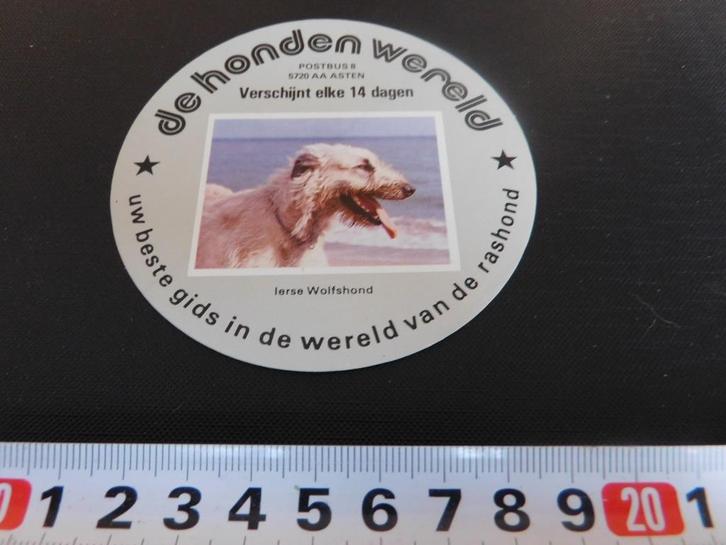 de honden wereld
POSTBUS 8
5720 AA ASTEN
Verschijnt elke 14 dagen
Ierse Wolfshond
★ uw beste gids in de wereld van de rashond ★
1 2 3 4 5 6 7 8 9 20 1